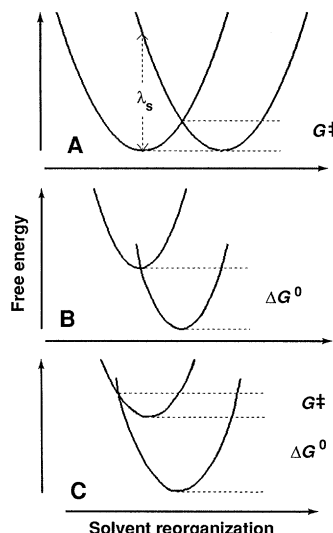 λs
G‡
A
Free energy
B
ΔG⁰
G‡
ΔG⁰
C
Solvent reorganization